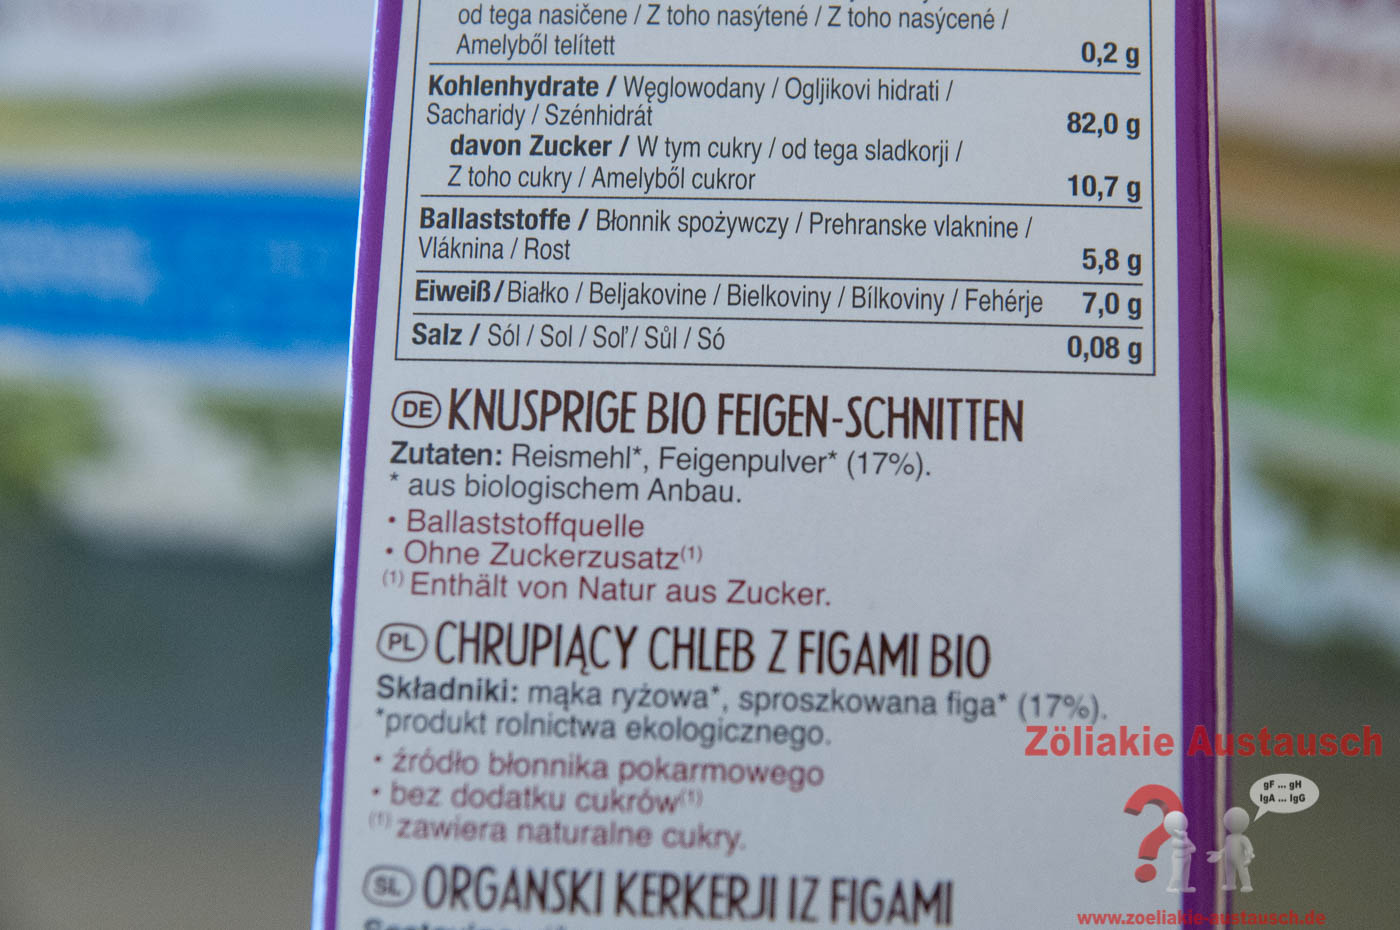 od tega nasičene / Z toho nasýtené / Z toho nasýcené /
Amelyből telített 0,2 g
Kohlenhydrate / Węglowodany / Ogljikovi hidrati /
Sacharidy / Szénhidrát 82,0 g
davon Zucker / W tym cukry / od tega sladkorji /
Z toho cukry / Amelyből cukror 10,7 g
Ballaststoffe / Błonnik spożywczy / Prehranske vlaknine /
Vláknina / Rost 5,8 g
Eiweiß/Białko / Beljakovine / Bielkoviny / Bílkoviny / Fehérje 7,0 g
Salz / Sól / Sol / Soľ / Sůl / Só 0,08 g
DE KNUSPRIGE BIO FEIGEN-SCHNITTEN
Zutaten: Reismehl*, Feigenpulver* (17%).
* aus biologischem Anbau.
• Ballaststoffquelle
• Ohne Zuckerzusatz(1)
(1) Enthält von Natur aus Zucker.
PL CHRUPIĄCY CHLEB Z FIGAMI BIO
Składniki: mąka ryżowa*, sproszkowana figa* (17%).
*produkt rolnictwa ekologicznego.
• źródło błonnika pokarmowego
• bez dodatku cukrów(1)
(1) zawiera naturalne cukry.
SL ORGANSKI KERKERJI IZ FIGAMI
Zöliakie Austausch
gF ... gH
IgA ... IgG
www.zoeliakie-austausch.de